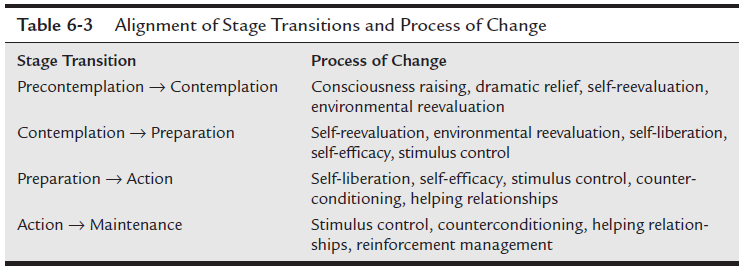 Table 6-3 Alignment of Stage Transitions and Process of Change
Stage Transition Process of Change
Precontemplation → Contemplation Consciousness raising, dramatic relief, self-reevaluation,
environmental reevaluation
Contemplation → Preparation Self-reevaluation, environmental reevaluation, self-liberation,
self-efficacy, stimulus control
Preparation → Action Self-liberation, self-efficacy, stimulus control, counter-
conditioning, helping relationships
Action → Maintenance Stimulus control, counterconditioning, helping relation-
ships, reinforcement management